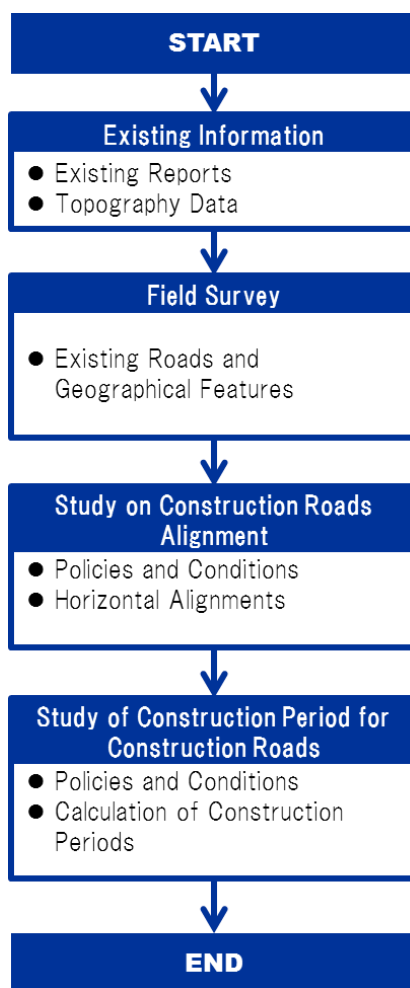 START
Existing Information
● Existing Reports
● Topography Data
Field Survey
● Existing Roads and
Geographical Features
Study on Construction Roads
Alignment
● Policies and Conditions
● Horizontal Alignments
Study of Construction Period for
Construction Roads
● Policies and Conditions
● Calculation of Construction
Periods
END